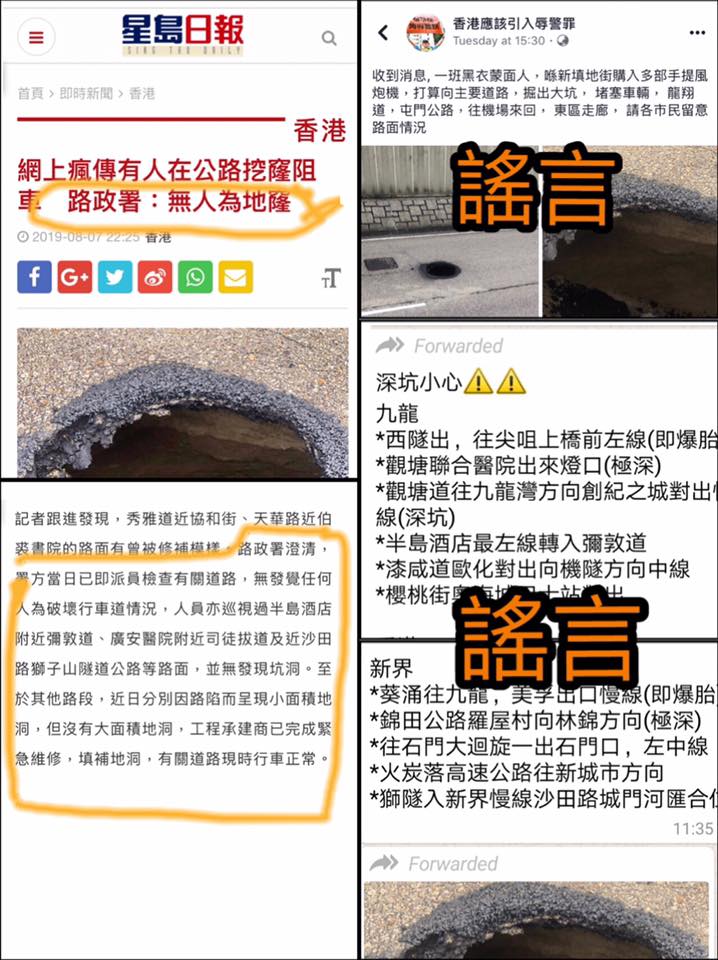 星島日報
SING TAO DAILY
首頁 > 即時新聞 > 香港
香港
網上瘋傳有人在公路挖窿阻
車 路政署：無人為地窿
2019-08-07 22:25 香港
f
G+
TT
記者跟進發現，秀雅道近協和街、天華路近伯
裘書院的路面有曾被修補模樣。路政署澄清，
署方當日已即派員檢查有關道路，無發覺任何
人為破壞行車道情況，人員亦巡視過半島酒店
附近彌敦道、廣安醫院附近司徒拔道及近沙田
路獅子山隧道公路等路面，並無發現坑洞。至
於其他路段，近日分別因路陷而呈現小面積地
洞，但沒有大面積地洞，工程承建商已完成緊
急維修，填補地洞，有關道路現時行車正常。
香港應該引入辱警罪
Tuesday at 15:30
收到消息, 一班黑衣蒙面人，喺新填地街購入多部手提風
炮機，打算向主要道路，掘出大坑， 堵塞車輛， 龍翔
道，屯門公路，往機場來回， 東區走廊， 請各市民留意
路面情況
謠言
Forwarded
深坑小心⚠️⚠️
九龍
*西隧出, 往尖咀上橋前左線(即爆胎
*觀塘聯合醫院出來燈口(極深)
*觀塘道往九龍灣方向創紀之城對出
線(深坑)
*半島酒店最左線轉入彌敦道
*漆咸道歐化對出向機隧方向中線
*櫻桃街奧海城
謠言
新界
*葵涌往九龍, 美孚出口慢線(即爆胎
*錦田公路羅屋村向林錦方向(極深)
*往石門大迴旋一出石門口, 左中線
*火炭落高速公路往新城市方向
*獅隧入新界慢線沙田路城門河匯合位
11:35
Forwarded